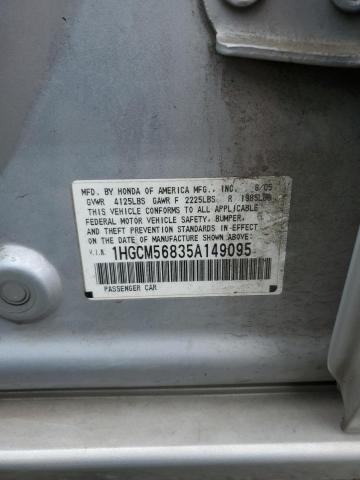 MFD. BY HONDA OF AMERICA MFG., INC. 8/05
GVWR 4125LBS GAWR F 2225LBS R 1985LBS
THIS VEHICLE CONFORMS TO ALL APPLICABLE
FEDERAL MOTOR VEHICLE SAFETY, BUMPER,
AND THEFT PREVENTION STANDARDS IN EFFECT
ON THE DATE OF MANUFACTURE SHOWN ABOVE.
V.I.N. 1HGCM56835A149095
PASSENGER CAR